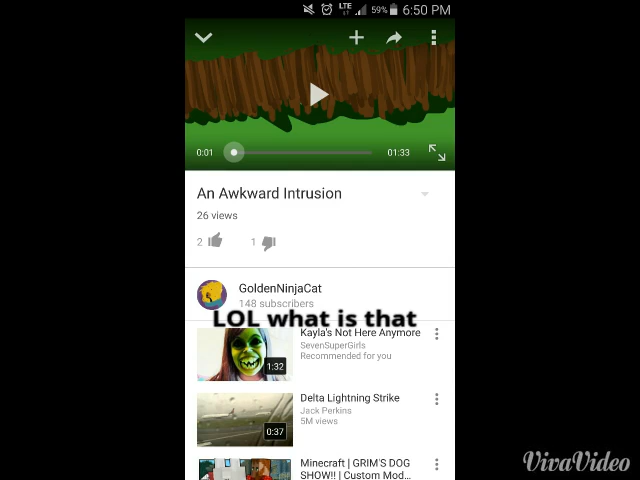 LTE
59%
6:50 PM
0:01
01:33
An Awkward Intrusion
26 views
2
1
GoldenNinjaCat
148 subscribers
LOL what is that
Kayla's Not Here Anymore
SevenSuperGirls
Recommended for you
1:32
Delta Lightning Strike
Jack Perkins
5M views
0:37
Minecraft | GRIM'S DOG
SHOW!! | Custom Mod...
VivaVideo